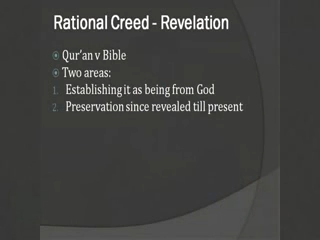 Rational Creed - Revelation
Qur'an v Bible
Two areas:
1. Establishing it as being from God
2. Preservation since revealed till present